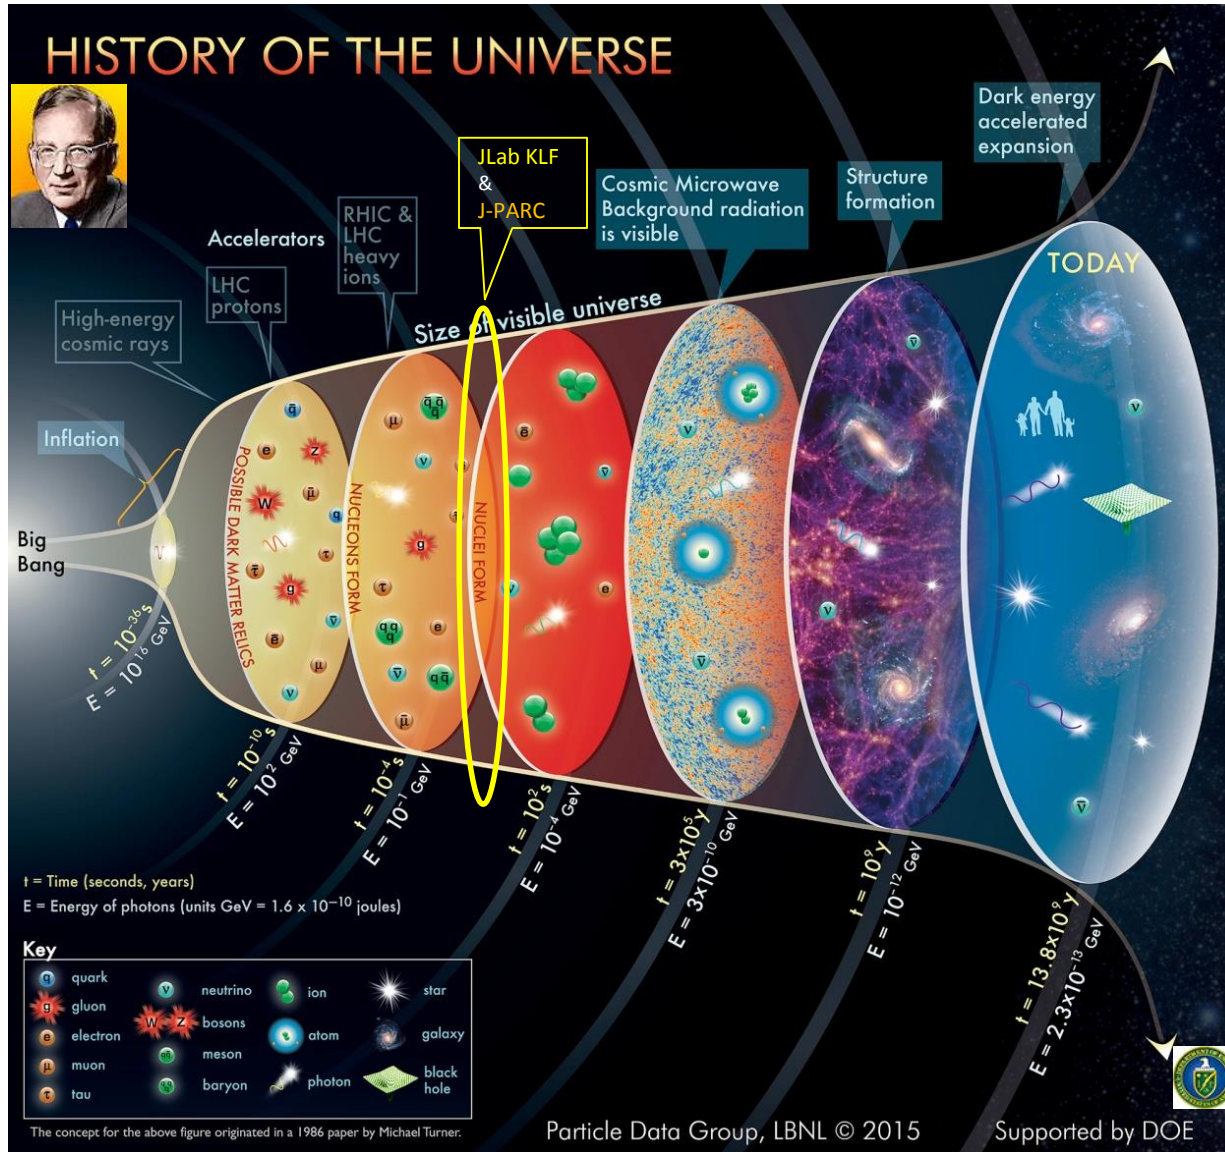 HISTORY OF THE UNIVERSE
Dark energy
accelerated
expansion
JLab KLF
&
J-PARC
Cosmic Microwave
Background radiation
is visible
Structure
formation
RHIC &
LHC
heavy
ions
Accelerators
LHC
protons
High-energy
cosmic rays
Inflation
Size of visible universe
TODAY
Big
Bang
POSSIBLE DARK MATTER RELICS
NUCLEONS FORM
NUCLEI FORM
q̄
e
Z
W
μ̄
q
τ
τ̄
g
ν̄
ē
μ
ν
μ
q̄q̄
q̄
ν
g
τ
qq
q
e
ν̄
qq̄
μ̄
ē
ν̄
ν
e
ν
ν̄
ν̄
ν
ν
ν̄
t = 10⁻³⁶s
E = 10¹⁶ GeV
t = 10⁻¹⁰s
E = 10² GeV
t = 10⁻⁴s
E = 10⁻¹ GeV
t = 10²s
E = 10⁻⁴ GeV
t = 3x10⁵y
E = 3x10⁻¹⁰ GeV
t = 10⁹y
E = 10⁻¹² GeV
t = 13.8x10⁹y
E = 2.3x10⁻¹³ GeV
t = Time (seconds, years)
E = Energy of photons (units GeV = 1.6 x 10⁻¹⁰ joules)
Key
q quark
g gluon
e electron
μ muon
τ tau
ν neutrino
W Z bosons
qq̄ meson
qq
q baryon
ion
atom
photon
star
galaxy
black
hole
The concept for the above figure originated in a 1986 paper by Michael Turner.
Particle Data Group, LBNL © 2015
Supported by DOE